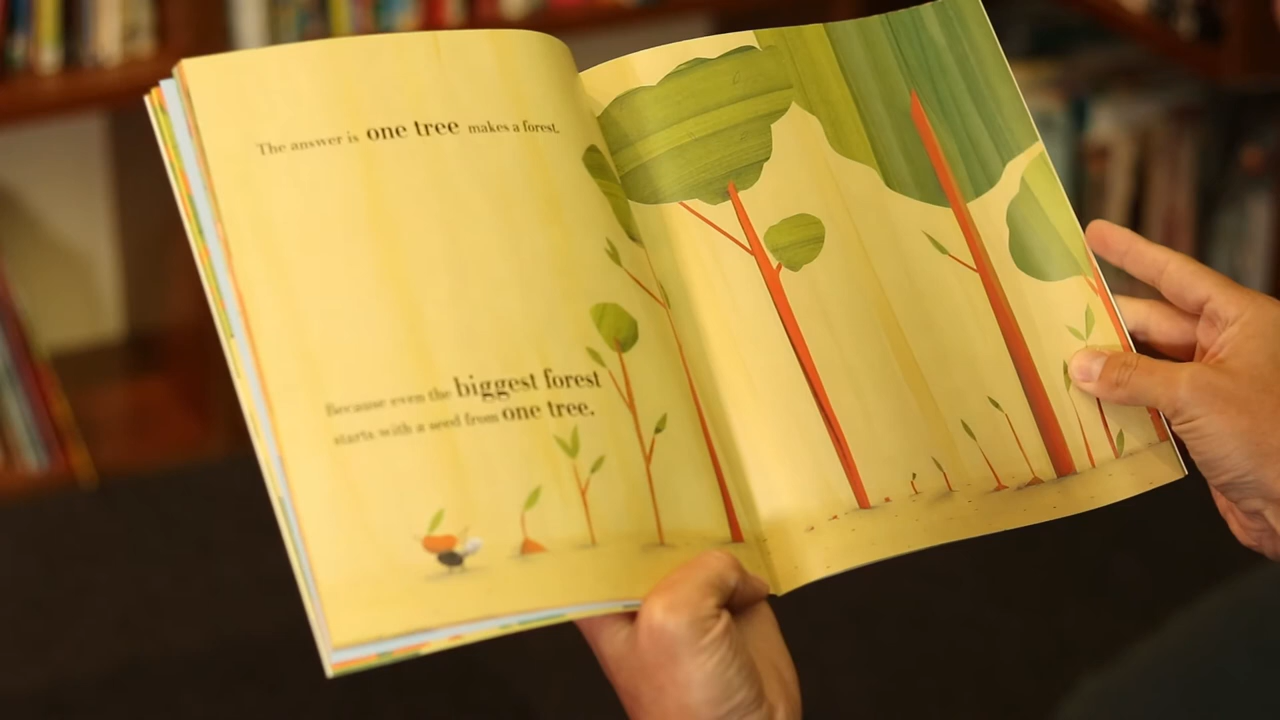 The answer is one tree makes a forest.
Because even the biggest forest
starts with a seed from one tree.